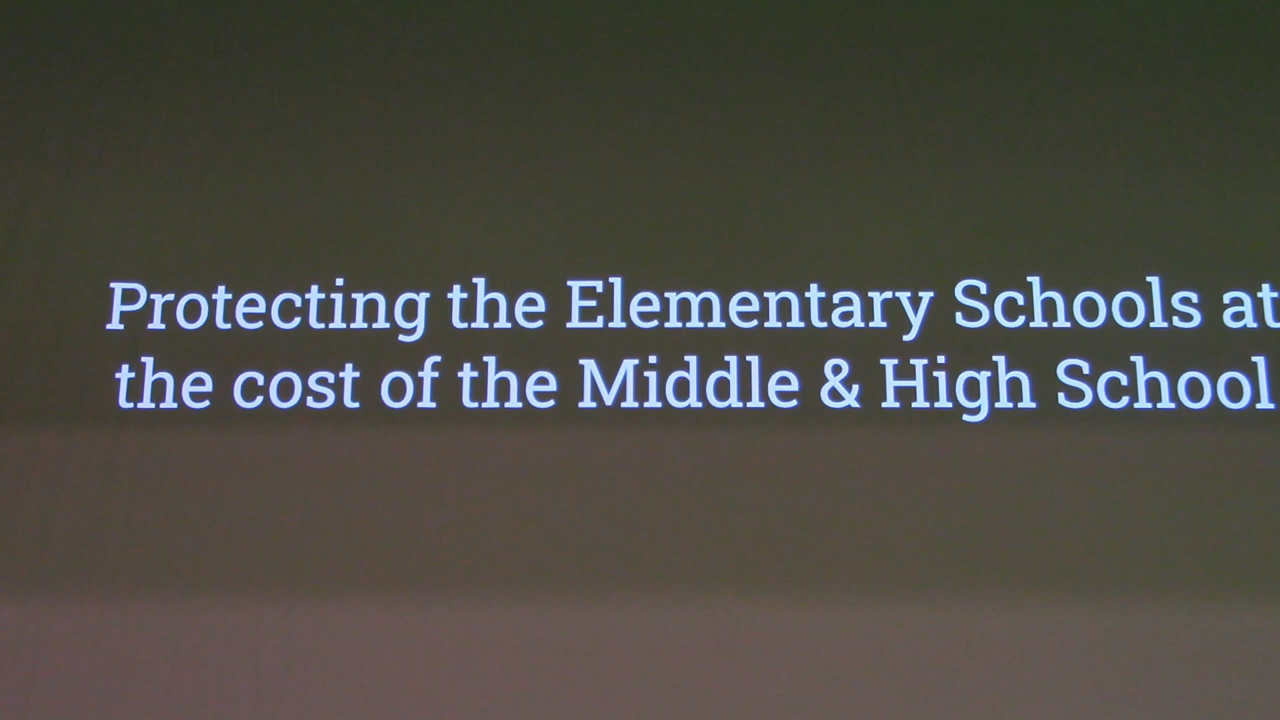 Protecting the Elementary Schools at
the cost of the Middle & High School